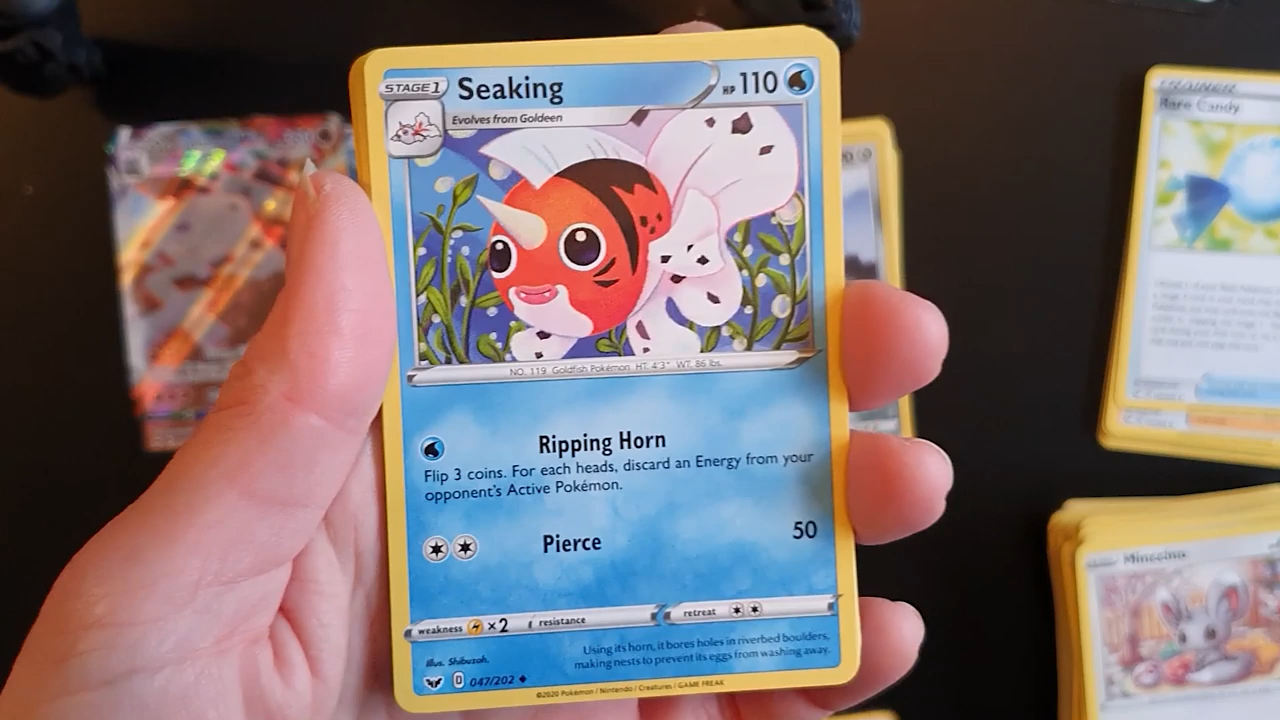 STAGE 1 Seaking HP 110
Evolves from Goldeen
NO. 119 Goldfish Pokémon HT. 4'3" WT. 86 lbs.
Ripping Horn
Flip 3 coins. For each heads, discard an Energy from your
opponent's Active Pokémon.
Pierce 50
weakness ×2 resistance retreat
Using its horn, it bores holes in riverbed boulders,
making nests to prevent its eggs from washing away.
Illus. Shibuzoh.
D 047/202
©2020 Pokémon / Nintendo / Creatures / GAME FREAK
TRAINER
Rare Candy
Minccino